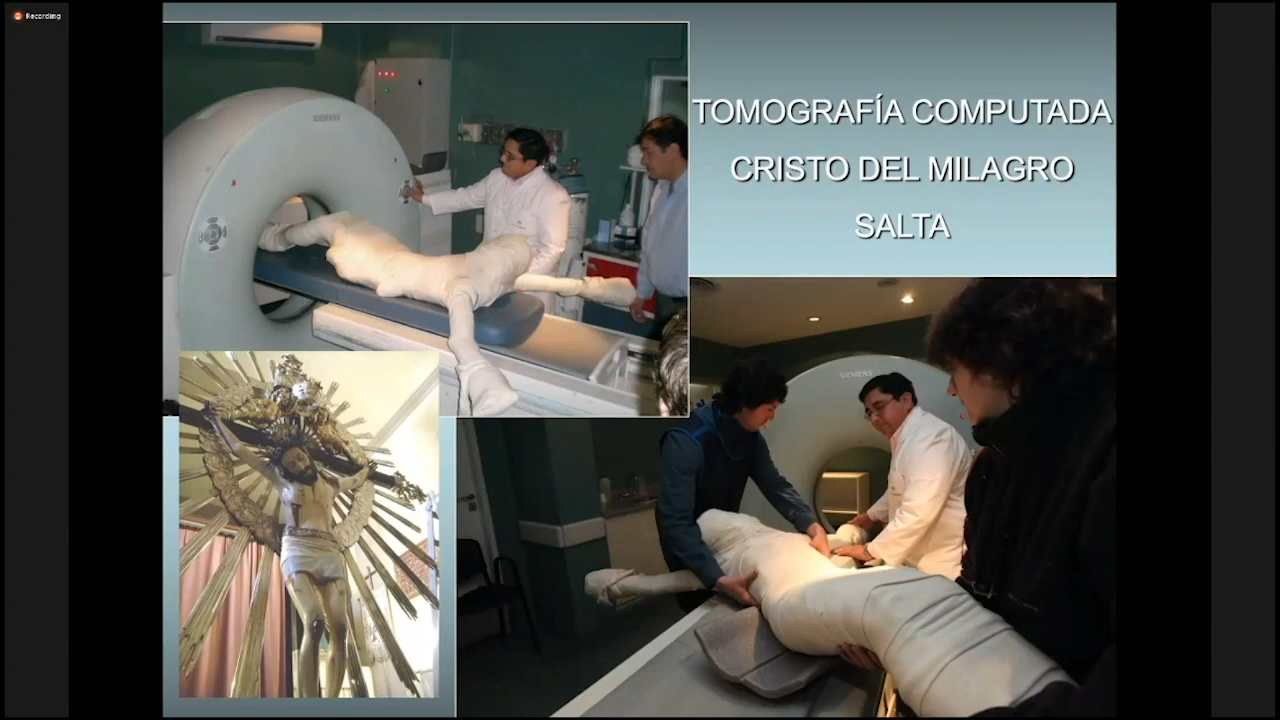 Recording
SIEMENS
TOMOGRAFÍA COMPUTADA
CRISTO DEL MILAGRO
SALTA
SIEMENS